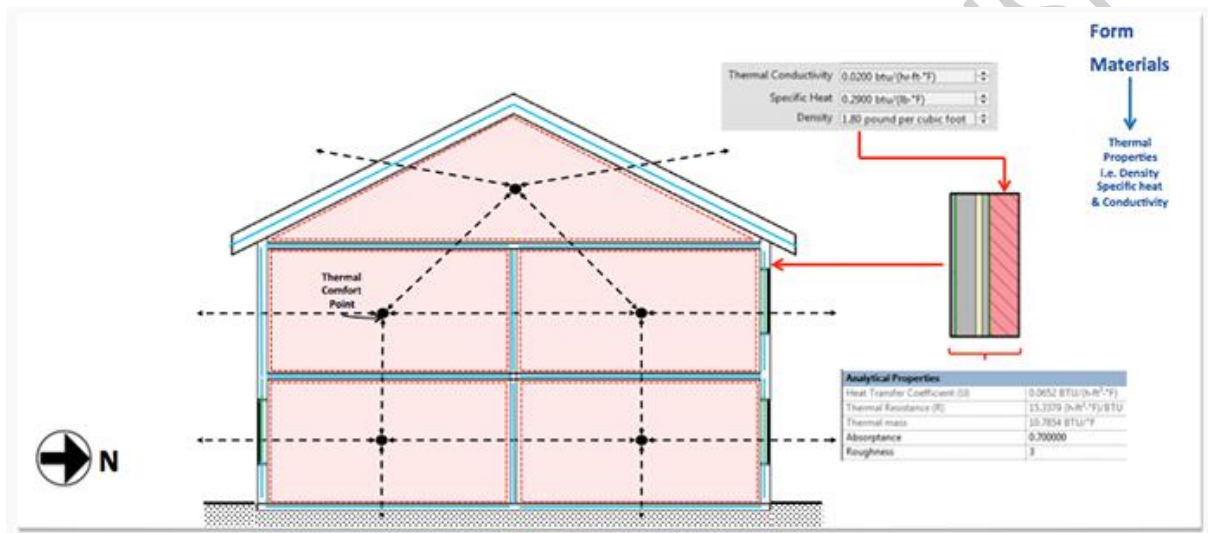 Form
Materials
Thermal
Properties
i.e. Density
Specific heat
& Conductivity
Thermal Conductivity 0.0200 btu/(hr·ft·°F)
Specific Heat 0.2900 btu/(lb·°F)
Density 1.80 pound per cubic foot
Thermal
Comfort
Point
Analytical Properties
Heat Transfer Coefficient (U) 0.0652 BTU/(h·ft²·°F)
Thermal Resistance (R) 15.3379 (h·ft²·°F)/BTU
Thermal mass 10.7854 BTU/°F
Absorptance 0.700000
Roughness 3
N